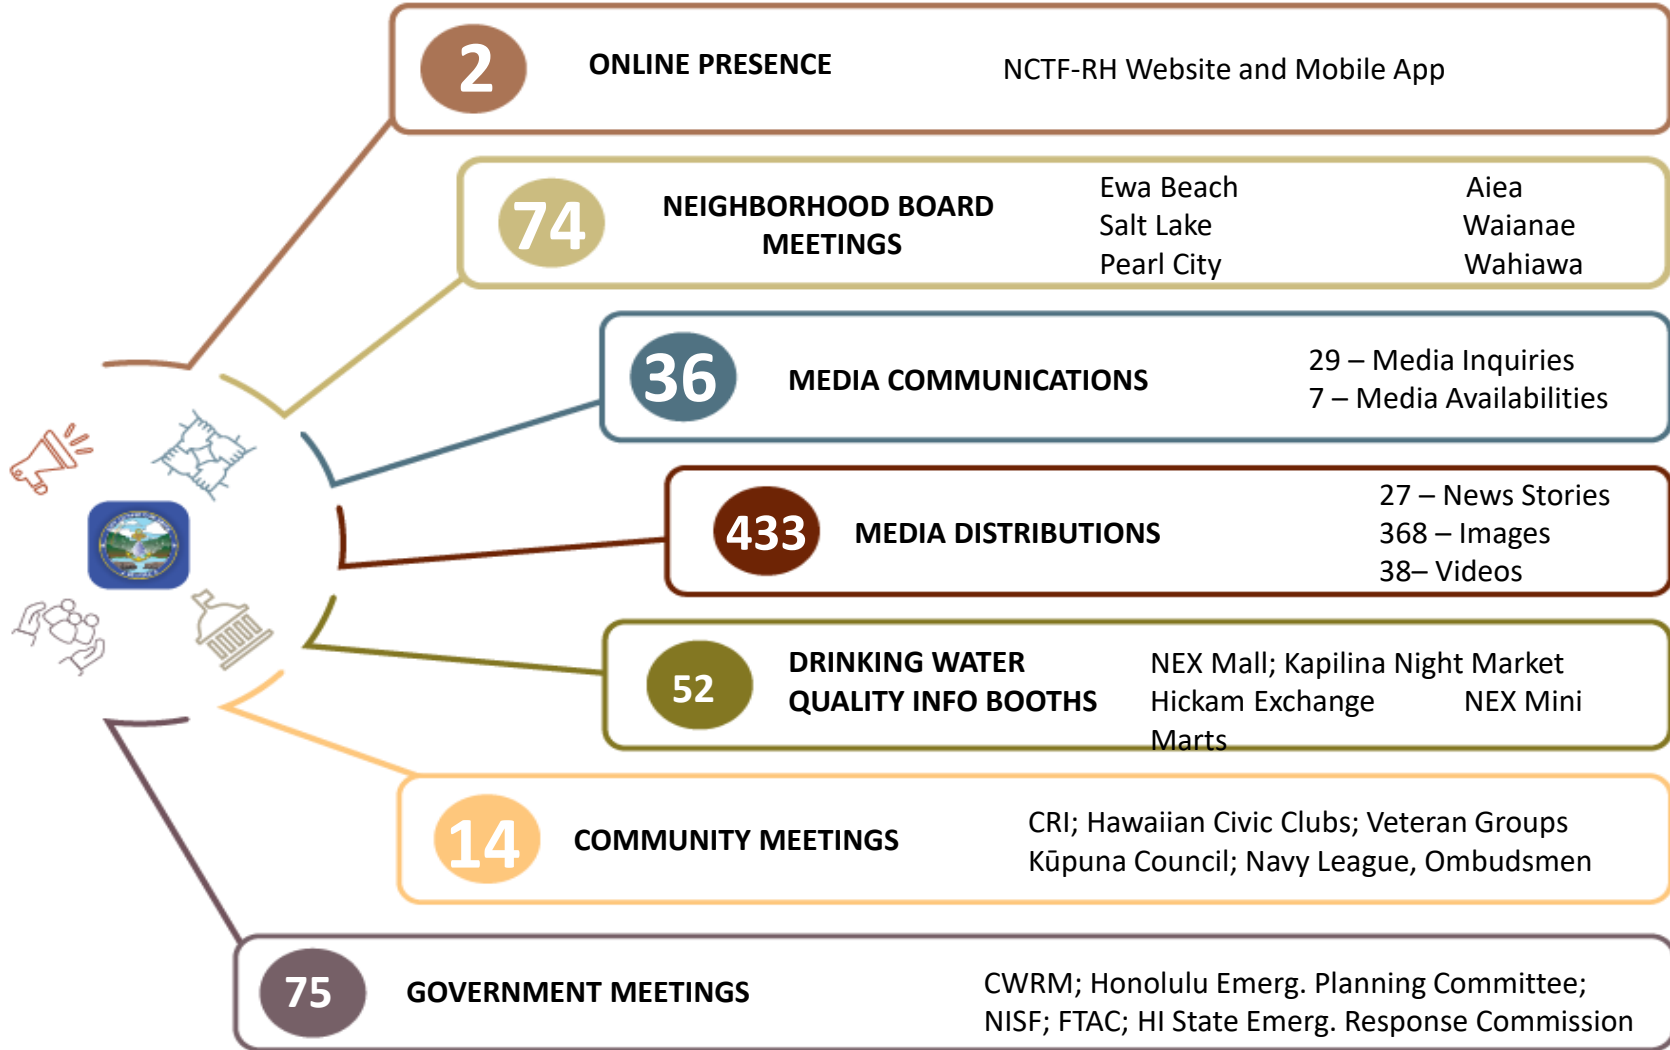 2
ONLINE PRESENCE
NCTF-RH Website and Mobile App
74
NEIGHBORHOOD BOARD
MEETINGS
Ewa Beach Aiea
Salt Lake Waianae
Pearl City Wahiawa
36
MEDIA COMMUNICATIONS
29 – Media Inquiries
7 – Media Availabilities
433
MEDIA DISTRIBUTIONS
27 – News Stories
368 – Images
38– Videos
52
DRINKING WATER
QUALITY INFO BOOTHS
NEX Mall; Kapilina Night Market
Hickam Exchange NEX Mini
Marts
14
COMMUNITY MEETINGS
CRI; Hawaiian Civic Clubs; Veteran Groups
Kūpuna Council; Navy League, Ombudsmen
75
GOVERNMENT MEETINGS
CWRM; Honolulu Emerg. Planning Committee;
NISF; FTAC; HI State Emerg. Response Commission